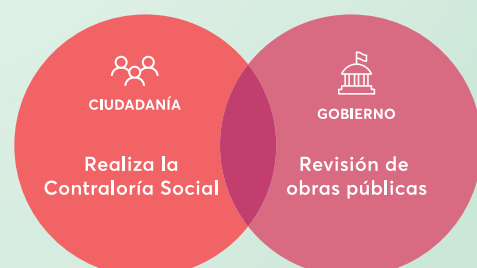 CIUDADANÍA
Realiza la
Contraloría Social
GOBIERNO
Revisión de
obras públicas